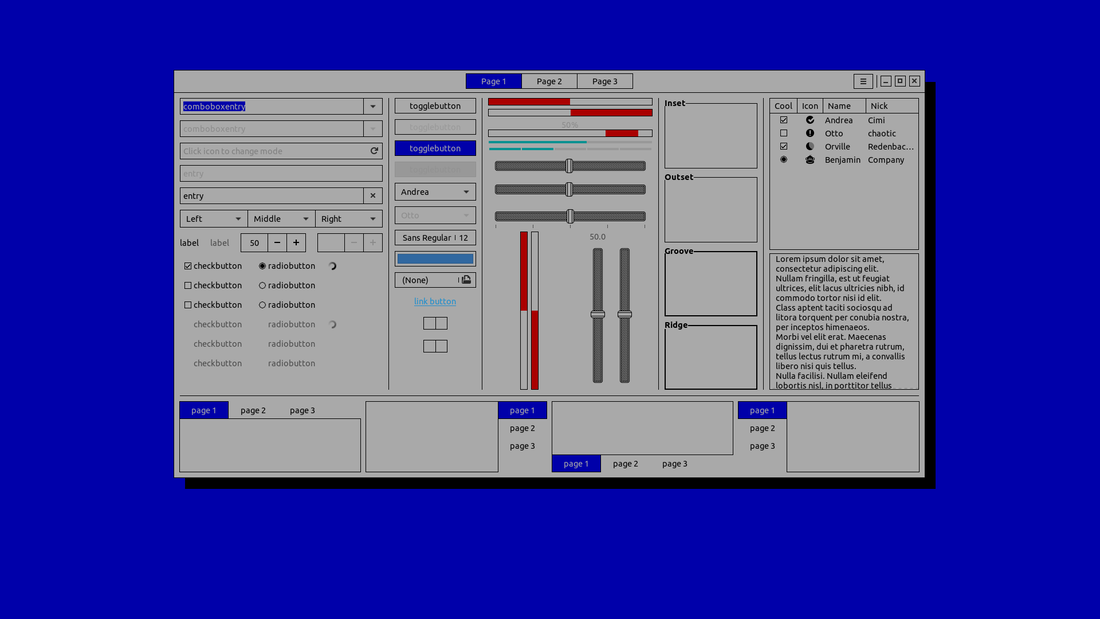 Page 1 Page 2 Page 3
comboboxentry
comboboxentry
Click icon to change mode
entry
entry
Left Middle Right
label label 50
checkbutton radiobutton
checkbutton radiobutton
checkbutton radiobutton
checkbutton radiobutton
checkbutton radiobutton
checkbutton radiobutton
togglebutton
togglebutton
togglebutton
togglebutton
Andrea
Otto
Sans Regular 12
(None)
link button
50%
50.0
Inset
Outset
Groove
Ridge
Cool Icon Name Nick
Andrea Cimi
Otto chaotic
Orville Redenbac...
Benjamin Company
Lorem ipsum dolor sit amet,
consectetur adipiscing elit.
Nullam fringilla, est ut feugiat
ultrices, elit lacus ultricies nibh, id
commodo tortor nisi id elit.
Class aptent taciti sociosqu ad
litora torquent per conubia nostra,
per inceptos himenaeos.
Morbi vel elit erat. Maecenas
dignissim, dui et pharetra rutrum,
tellus lectus rutrum mi, a convallis
libero nisi quis tellus.
Nulla facilisi. Nullam eleifend
lobortis nisl, in porttitor tellus
page 1 page 2 page 3
page 1
page 2
page 3
page 1 page 2 page 3
page 1
page 2
page 3